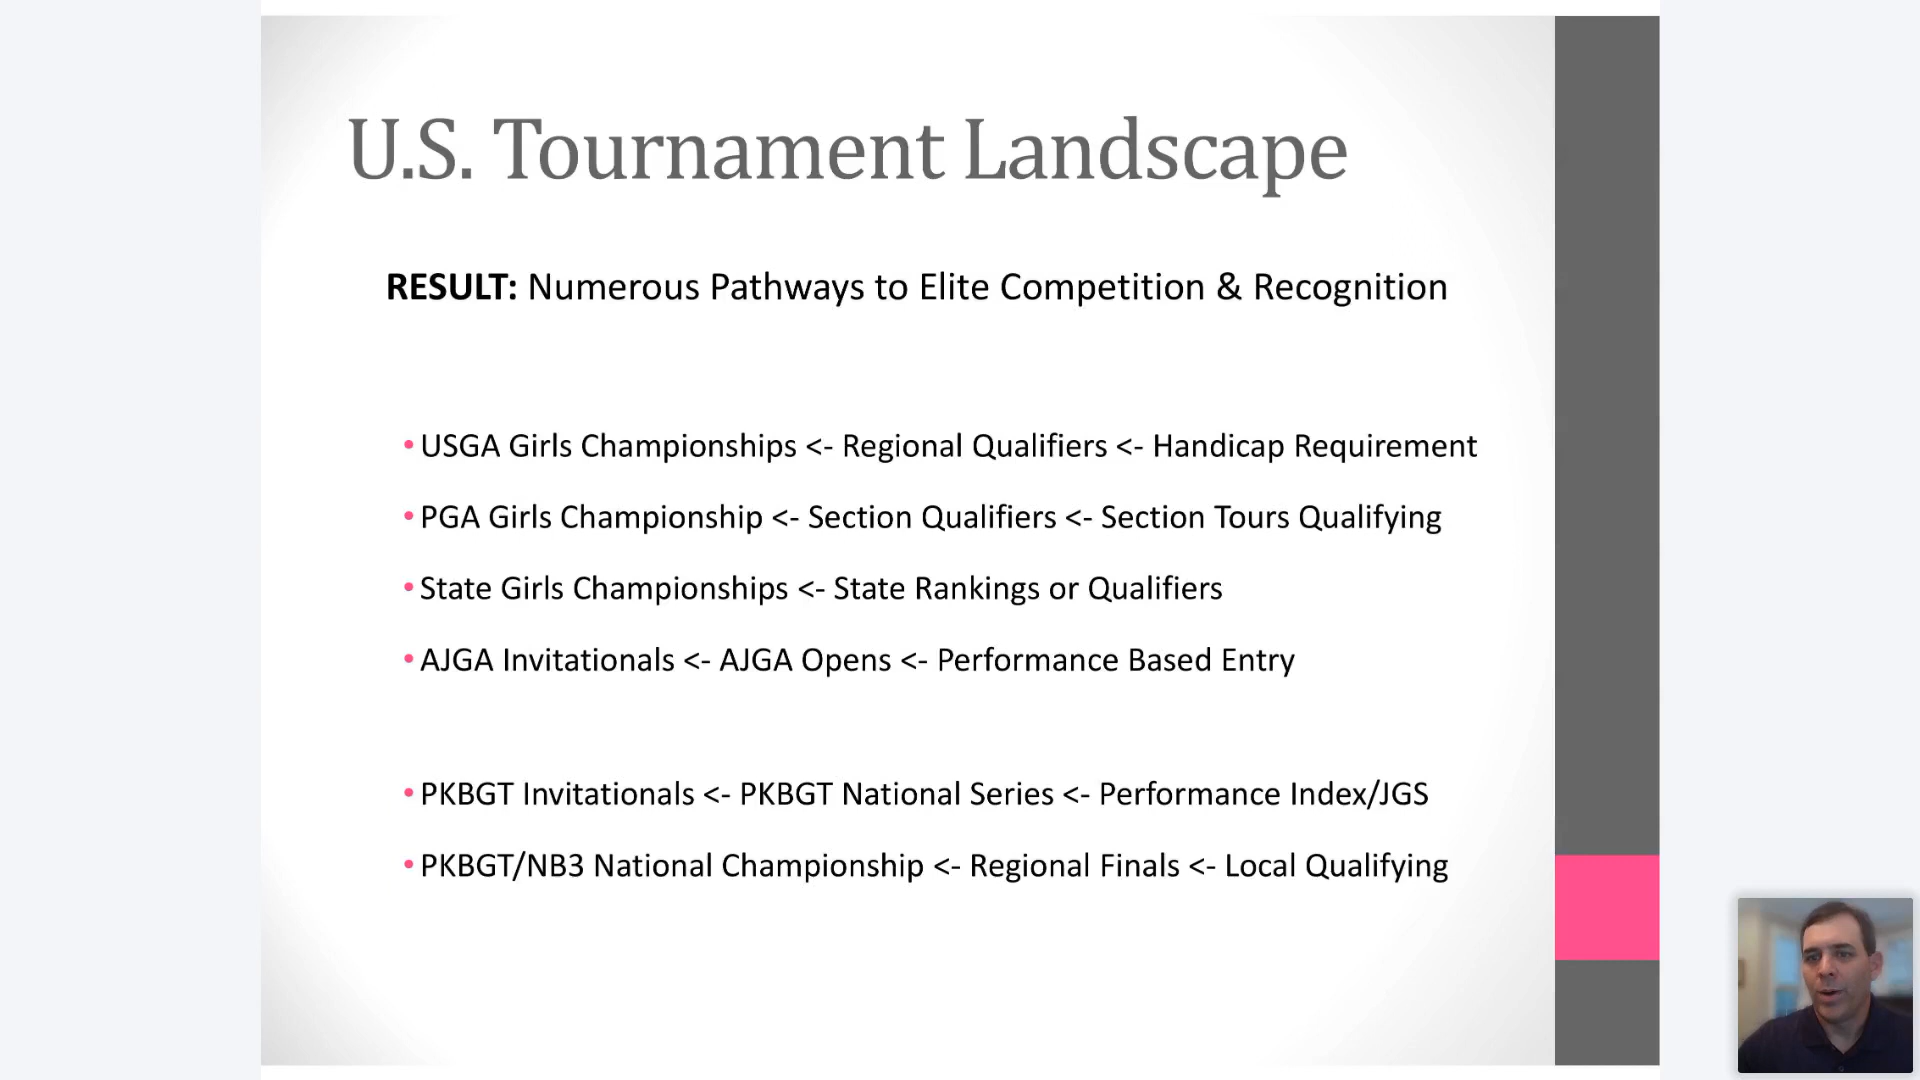 U.S. Tournament Landscape
RESULT: Numerous Pathways to Elite Competition & Recognition
•USGA Girls Championships <- Regional Qualifiers <- Handicap Requirement
•PGA Girls Championship <- Section Qualifiers <- Section Tours Qualifying
•State Girls Championships <- State Rankings or Qualifiers
•AJGA Invitationals <- AJGA Opens <- Performance Based Entry
•PKBGT Invitationals <- PKBGT National Series <- Performance Index/JGS
•PKBGT/NB3 National Championship <- Regional Finals <- Local Qualifying